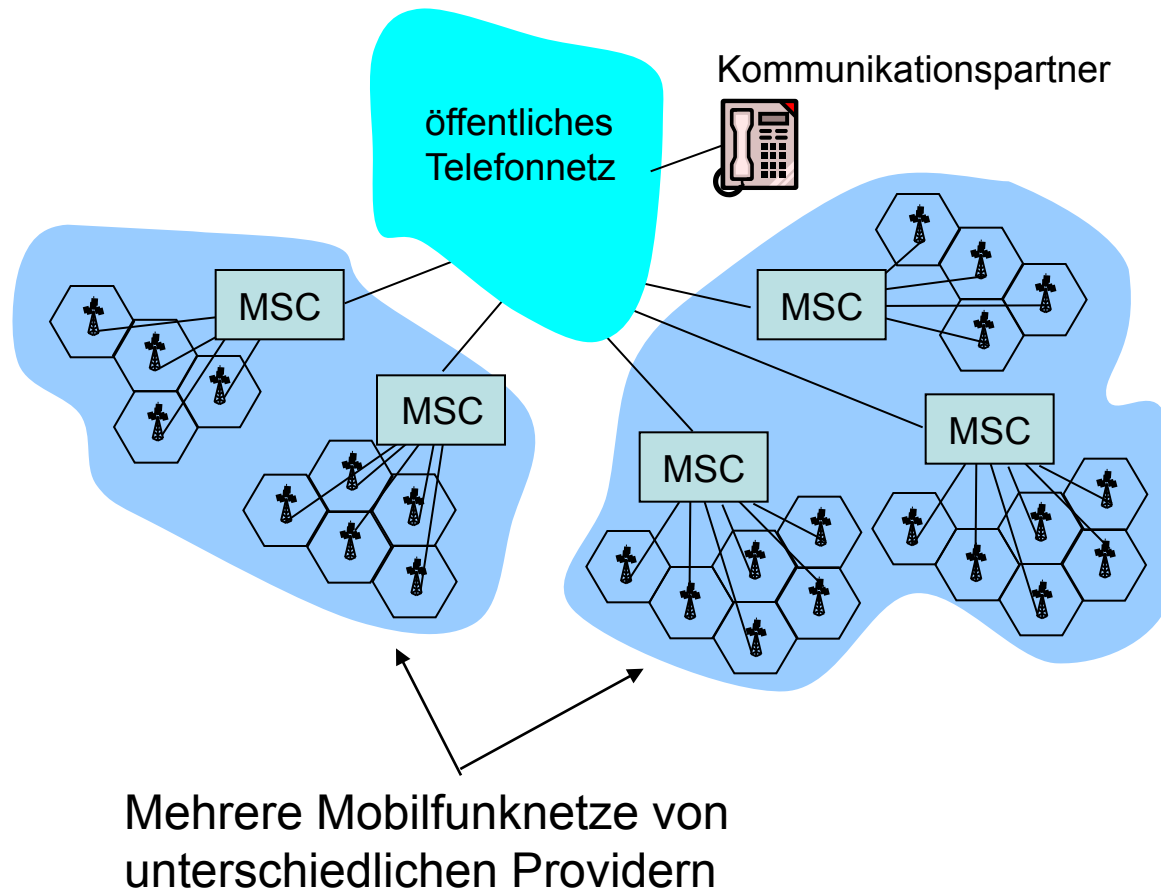 Kommunikationspartner
öffentliches
Telefonnetz
MSC
MSC
MSC
MSC
MSC
Mehrere Mobilfunknetze von
unterschiedlichen Providern